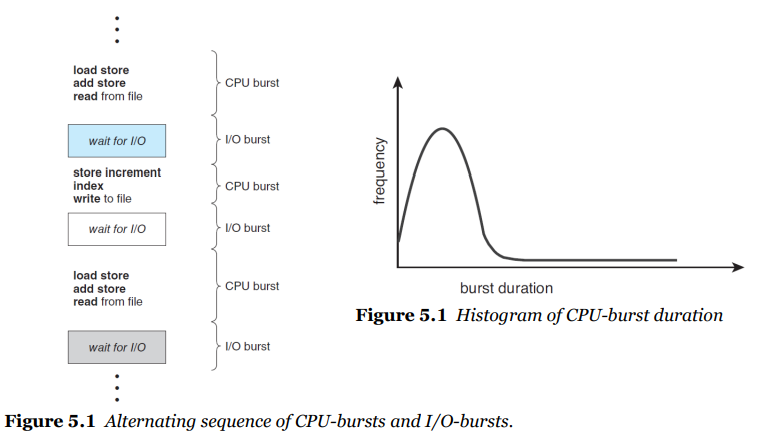 load store
add store
read from file
CPU burst
wait for I/O
I/O burst
store increment
index
write to file
CPU burst
wait for I/O
I/O burst
load store
add store
read from file
CPU burst
wait for I/O
I/O burst
Figure 5.1 Alternating sequence of CPU-bursts and I/O-bursts.
frequency
burst duration
Figure 5.1 Histogram of CPU-burst duration